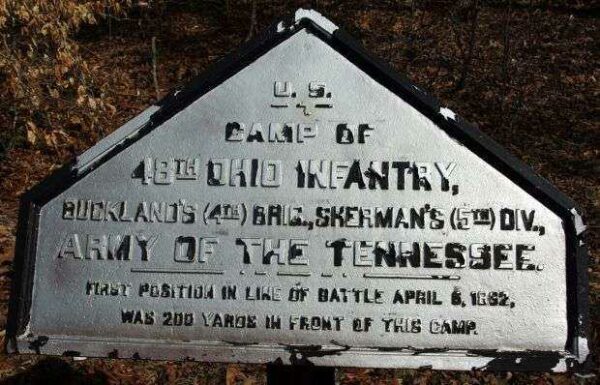 U. S.
CAMP OF
48TH OHIO INFANTRY,
BUCKLAND'S (4TH) BRIG., SHERMAN'S (5TH) DIV.,
ARMY OF THE TENNESSEE.
FIRST POSITION IN LINE OF BATTLE APRIL 6, 1862,
WAS 200 YARDS IN FRONT OF THIS CAMP.